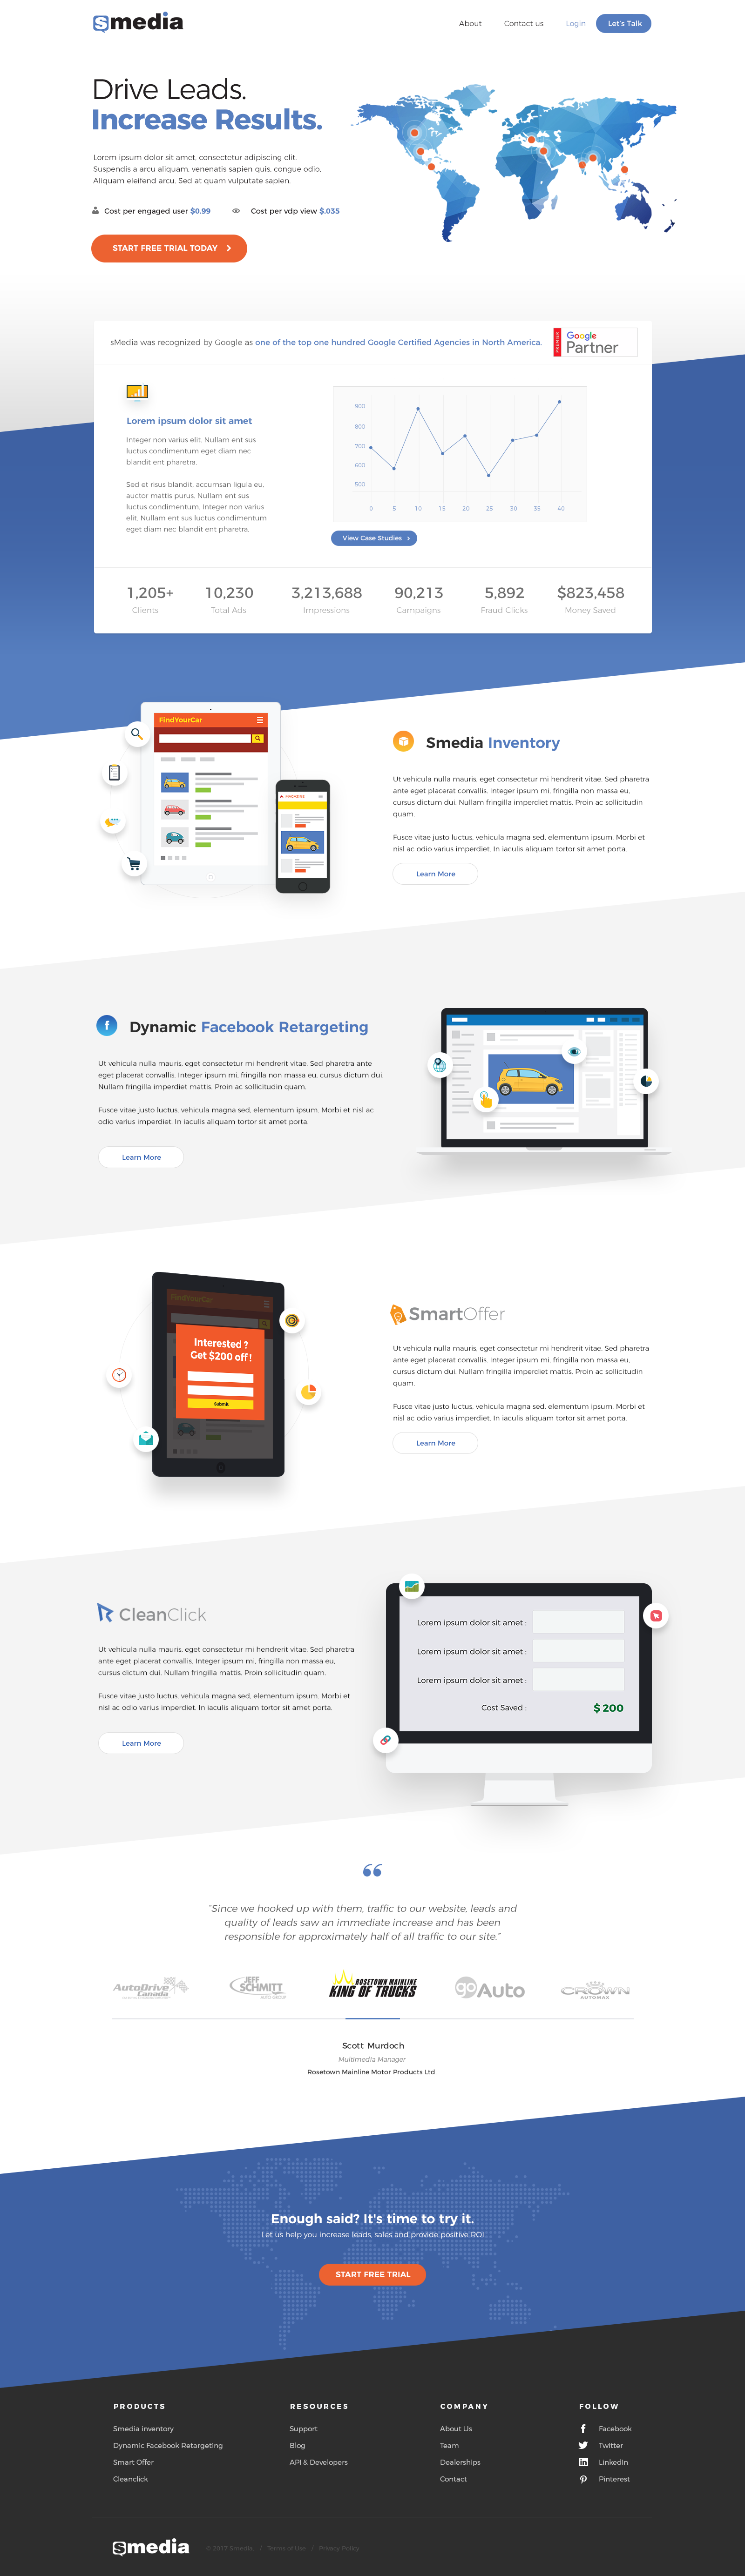 smedia
About Contact us Login Let's Talk
Drive Leads.
Increase Results.
Lorem ipsum dolor sit amet, consectetur adipiscing elit.
Suspendis a arcu aliquam, venenatis sapien quis, congue odio.
Aliquam eleifend arcu. Sed at quam vulputate sapien.
Cost per engaged user $0.99 Cost per vdp view $.035
START FREE TRIAL TODAY
sMedia was recognized by Google as one of the top one hundred Google Certified Agencies in North America.
PREMIER Google Partner
Lorem ipsum dolor sit amet
Integer non varius elit. Nullam ent sus
luctus condimentum eget diam nec
blandit ent pharetra.
Sed et risus blandit, accumsan ligula eu,
auctor mattis purus. Nullam ent sus
luctus condimentum, Integer non varius
elit. Nullam ent sus luctus condimentum
eget diam nec blandit ent pharetra.
900
800
700
600
500
0 5 10 15 20 25 30 35 40
View Case Studies
1,205+ 10,230 3,213,688 90,213 5,892 $823,458
Clients Total Ads Impressions Campaigns Fraud Clicks Money Saved
FindYourCar
MAGAZINE
Smedia Inventory
Ut vehicula nulla mauris, eget consectetur mi hendrerit vitae. Sed pharetra
ante eget placerat convallis. Integer ipsum mi, fringilla non massa eu,
cursus dictum dui. Nullam fringilla imperdiet mattis. Proin ac sollicitudin
quam.
Fusce vitae justo luctus, vehicula magna sed, elementum ipsum. Morbi et
nisl ac odio varius imperdiet. In iaculis aliquam tortor sit amet porta.
Learn More
Dynamic Facebook Retargeting
Ut vehicula nulla mauris, eget consectetur mi hendrerit vitae. Sed pharetra ante
eget placerat convallis. Integer ipsum mi, fringilla non massa eu, cursus dictum dui.
Nullam fringilla imperdiet mattis. Proin ac sollicitudin quam.
Fusce vitae justo luctus, vehicula magna sed, elementum ipsum. Morbi et nisl ac
odio varius imperdiet. In iaculis aliquam tortor sit amet porta.
Learn More
FindYourCar
Interested ?
Get $200 off !
Submit
SmartOffer
Ut vehicula nulla mauris, eget consectetur mi hendrerit vitae. Sed pharetra
ante eget placerat convallis. Integer ipsum mi, fringilla non massa eu,
cursus dictum dui. Nullam fringilla imperdiet mattis. Proin ac sollicitudin
quam.
Fusce vitae justo luctus, vehicula magna sed, elementum ipsum. Morbi et
nisl ac odio varius imperdiet. In iaculis aliquam tortor sit amet porta.
Learn More
CleanClick
Ut vehicula nulla mauris, eget consectetur mi hendrerit vitae. Sed pharetra
ante eget placerat convallis. Integer ipsum mi, fringilla non massa eu,
cursus dictum dui. Nullam fringilla mattis. Proin sollicitudin quam.
Fusce vitae justo luctus, vehicula magna sed, elementum ipsum. Morbi et
nisl ac odio varius imperdiet. In iaculis aliquam tortor sit amet porta.
Learn More
Lorem ipsum dolor sit amet :
Lorem ipsum dolor sit amet :
Lorem ipsum dolor sit amet :
Cost Saved : $ 200
“Since we hooked up with them, traffic to our website, leads and
quality of leads saw an immediate increase and has been
responsible for approximately half of all traffic to our site.”
AutoDrive Canada
JEFF SCHMITT AUTO GROUP
ROSETOWN MAINLINE
KING OF TRUCKS
goAuto
CROWN AUTOMAX
Scott Murdoch
Multimedia Manager
Rosetown Mainline Motor Products Ltd.
Enough said? It's time to try it.
Let us help you increase leads, sales and provide positive ROI.
START FREE TRIAL
PRODUCTS
Smedia inventory
Dynamic Facebook Retargeting
Smart Offer
Cleanclick
RESOURCES
Support
Blog
API & Developers
COMPANY
About Us
Team
Dealerships
Contact
FOLLOW
Facebook
Twitter
LinkedIn
Pinterest
smedia
Smedia / Terms of Use / Privacy Policy